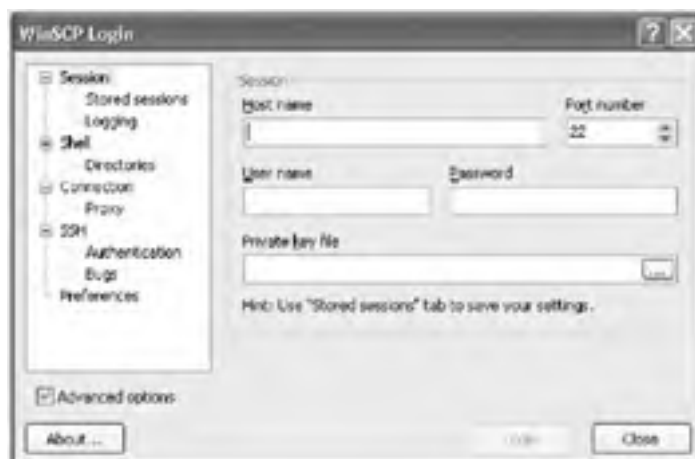 WinSCP Login
Session
Stored sessions
Logging
Shell
Directories
Connection
Proxy
SSH
Authentication
Bugs
Preferences
Advanced options
About ...
Session
Host name
Port number
22
User name
Password
Private key file
...
Hint: Use "Stored sessions" tab to save your settings.
Close